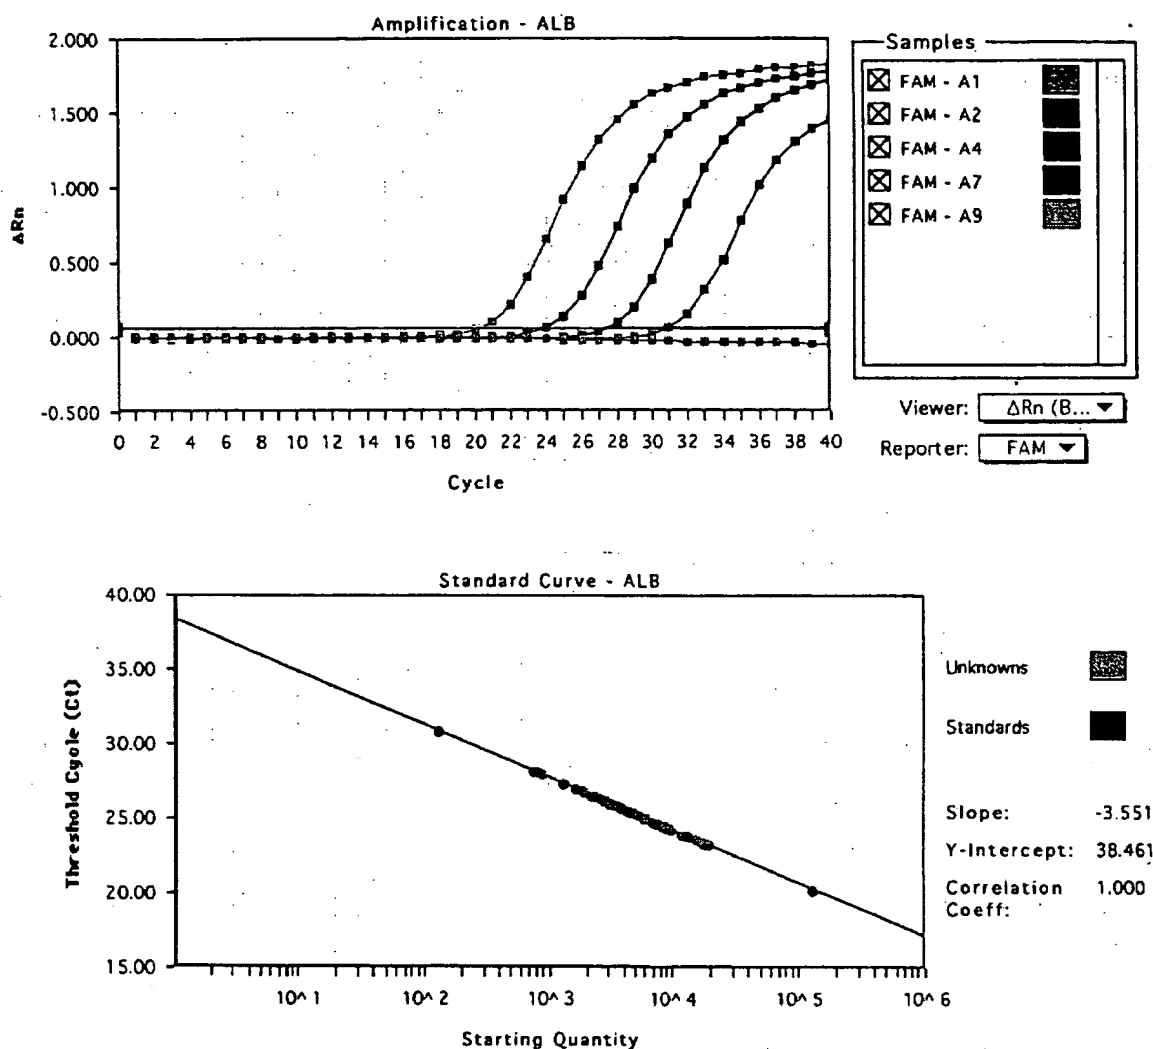 Amplification - ALB
2.000
1.500
1.000
0.500
0.000
-0.500
ΔRn
0 2 4 6 8 10 12 14 16 18 20 22 24 26 28 30 32 34 36 38 40
Cycle
Samples
FAM - A1
FAM - A2
FAM - A4
FAM - A7
FAM - A9
Viewer: ΔRn (B... ▼
Reporter: FAM ▼
Standard Curve - ALB
40.00
35.00
30.00
25.00
20.00
15.00
Threshold Cycle (Ct)
10^1 10^2 10^3 10^4 10^5 10^6
Starting Quantity
Unknowns
Standards
Slope: -3.551
Y-Intercept: 38.461
Correlation 1.000
Coeff: